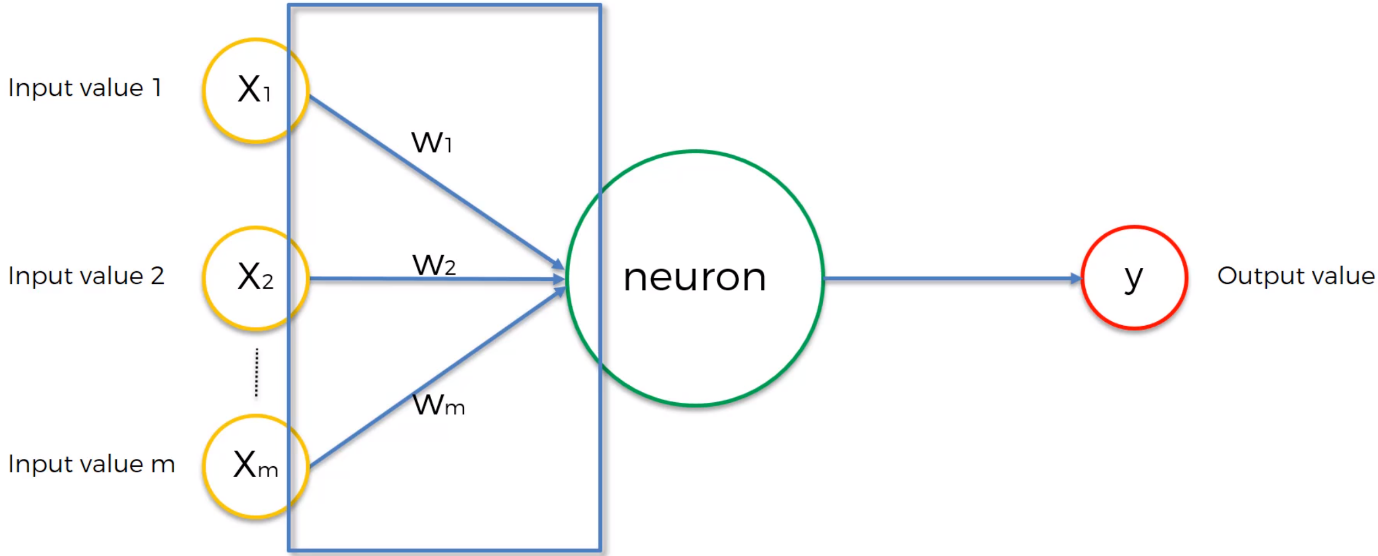 Input value 1
X1
W1
Input value 2
X2
W2
neuron
y
Output value
Wm
Input value m
Xm